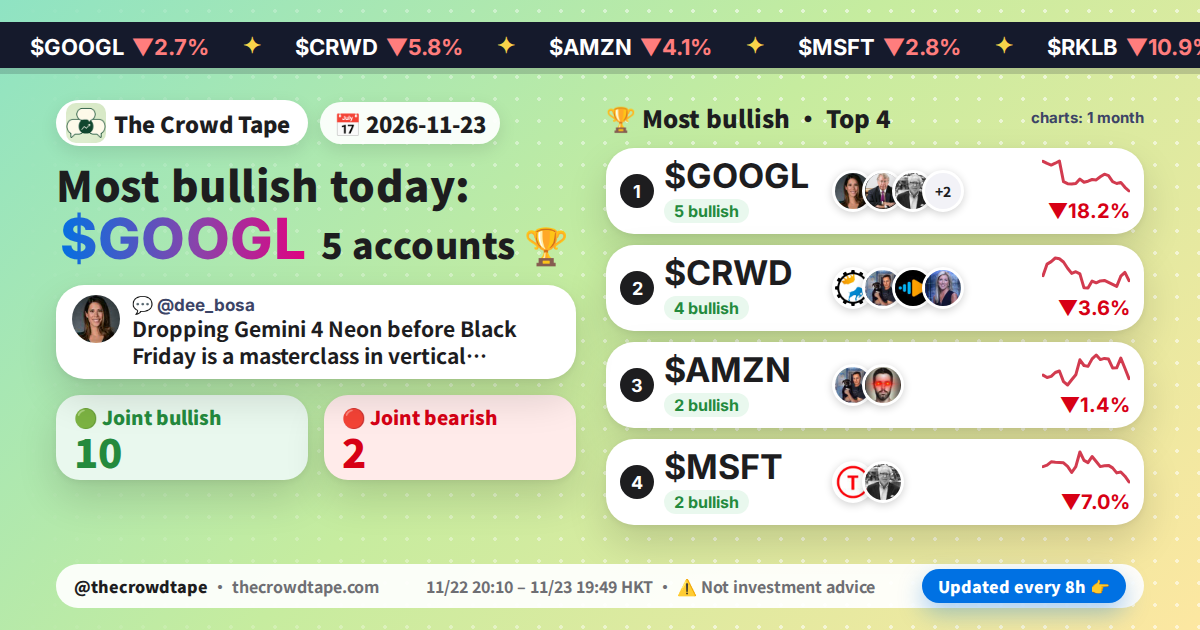 $GOOGL ▼2.7% ✦ $CRWD ▼5.8% ✦ $AMZN ▼4.1% ✦ $MSFT ▼2.8% ✦ $RKLB ▼10.9%
The Crowd Tape
📅 2026-11-23
Most bullish today:
$GOOGL 5 accounts 🏆
💬 @dee_bosa
Dropping Gemini 4 Neon before Black
Friday is a masterclass in vertical⋯
🟢 Joint bullish
10
🔴 Joint bearish
2
🏆 Most bullish • Top 4
charts: 1 month
1 $GOOGL +2
5 bullish
▼18.2%
2 $CRWD
4 bullish
▼3.6%
3 $AMZN
2 bullish
▼1.4%
4 $MSFT
2 bullish
T
▼7.0%
@thecrowdtape • thecrowdtape.com 11/22 20:10 – 11/23 19:49 HKT • ⚠️ Not investment advice Updated every 8h 👉